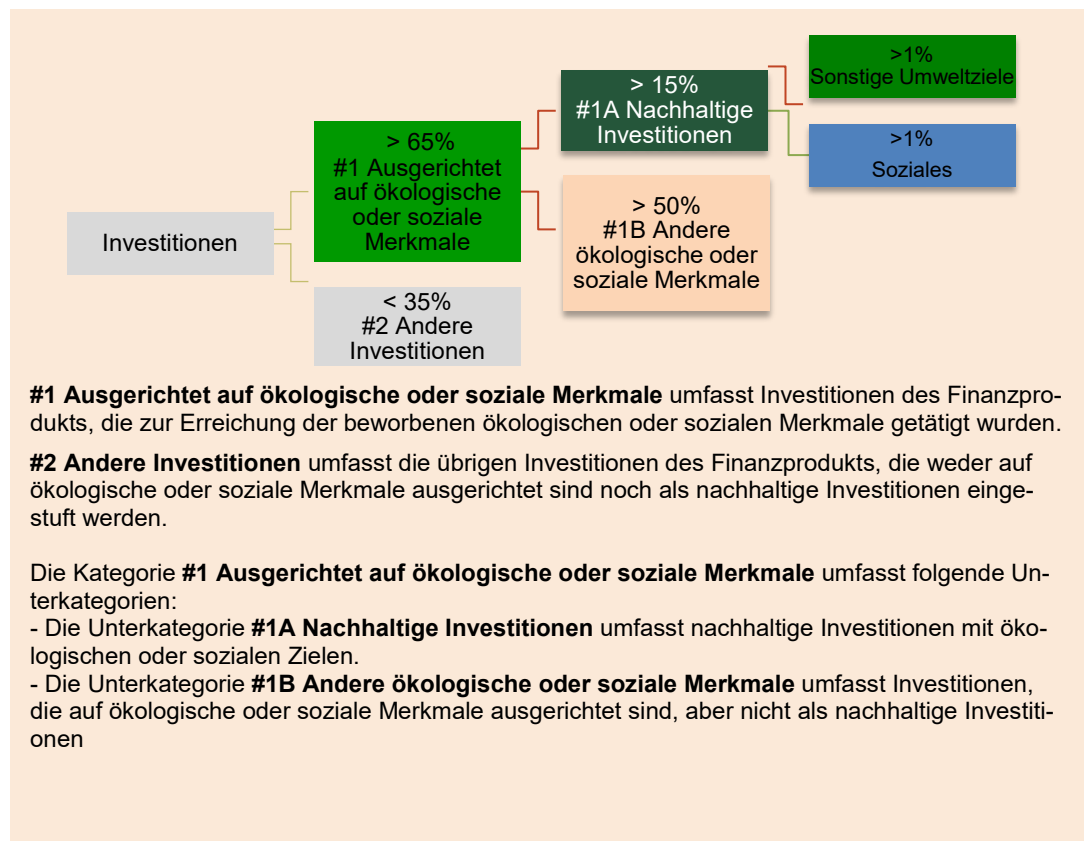 >1%
Sonstige Umweltziele
> 15%
#1A Nachhaltige
Investitionen
>1%
Soziales
> 65%
#1 Ausgerichtet
auf ökologische
oder soziale
Merkmale
> 50%
#1B Andere
ökologische oder
soziale Merkmale
Investitionen
< 35%
#2 Andere
Investitionen
#1 Ausgerichtet auf ökologische oder soziale Merkmale umfasst Investitionen des Finanzpro-
dukts, die zur Erreichung der beworbenen ökologischen oder sozialen Merkmale getätigt wurden.
#2 Andere Investitionen umfasst die übrigen Investitionen des Finanzprodukts, die weder auf
ökologische oder soziale Merkmale ausgerichtet sind noch als nachhaltige Investitionen einge-
stuft werden.
Die Kategorie #1 Ausgerichtet auf ökologische oder soziale Merkmale umfasst folgende Un-
terkategorien:
- Die Unterkategorie #1A Nachhaltige Investitionen umfasst nachhaltige Investitionen mit öko-
logischen oder sozialen Zielen.
- Die Unterkategorie #1B Andere ökologische oder soziale Merkmale umfasst Investitionen,
die auf ökologische oder soziale Merkmale ausgerichtet sind, aber nicht als nachhaltige Investiti-
onen